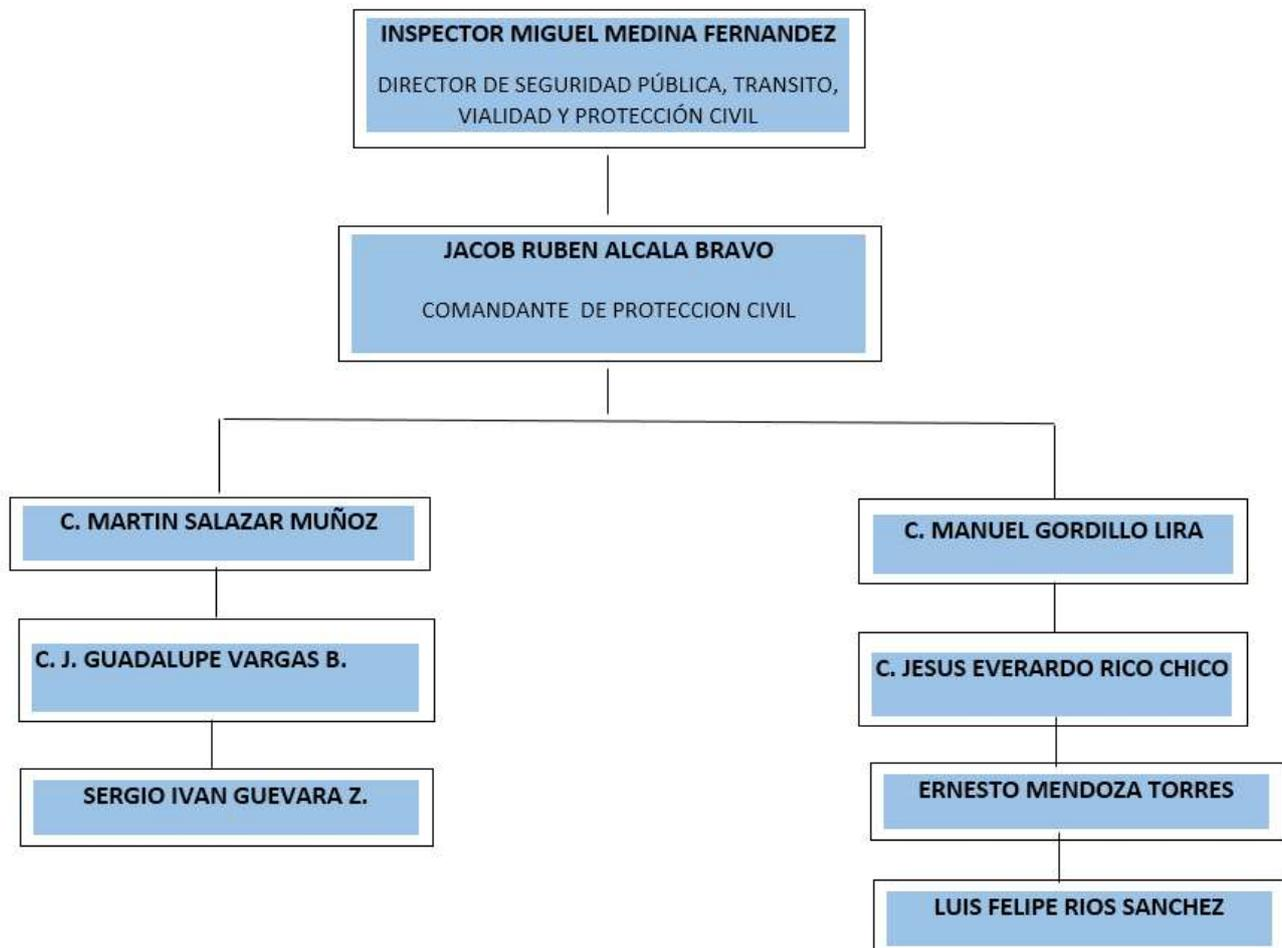 INSPECTOR MIGUEL MEDINA FERNANDEZ
DIRECTOR DE SEGURIDAD PÚBLICA, TRANSITO,
VIALIDAD Y PROTECCIÓN CIVIL
JACOB RUBEN ALCALA BRAVO
COMANDANTE DE PROTECCION CIVIL
C. MARTIN SALAZAR MUÑOZ
C. J. GUADALUPE VARGAS B.
SERGIO IVAN GUEVARA Z.
C. MANUEL GORDILLO LIRA
C. JESUS EVERARDO RICO CHICO
ERNESTO MENDOZA TORRES
LUIS FELIPE RIOS SANCHEZ